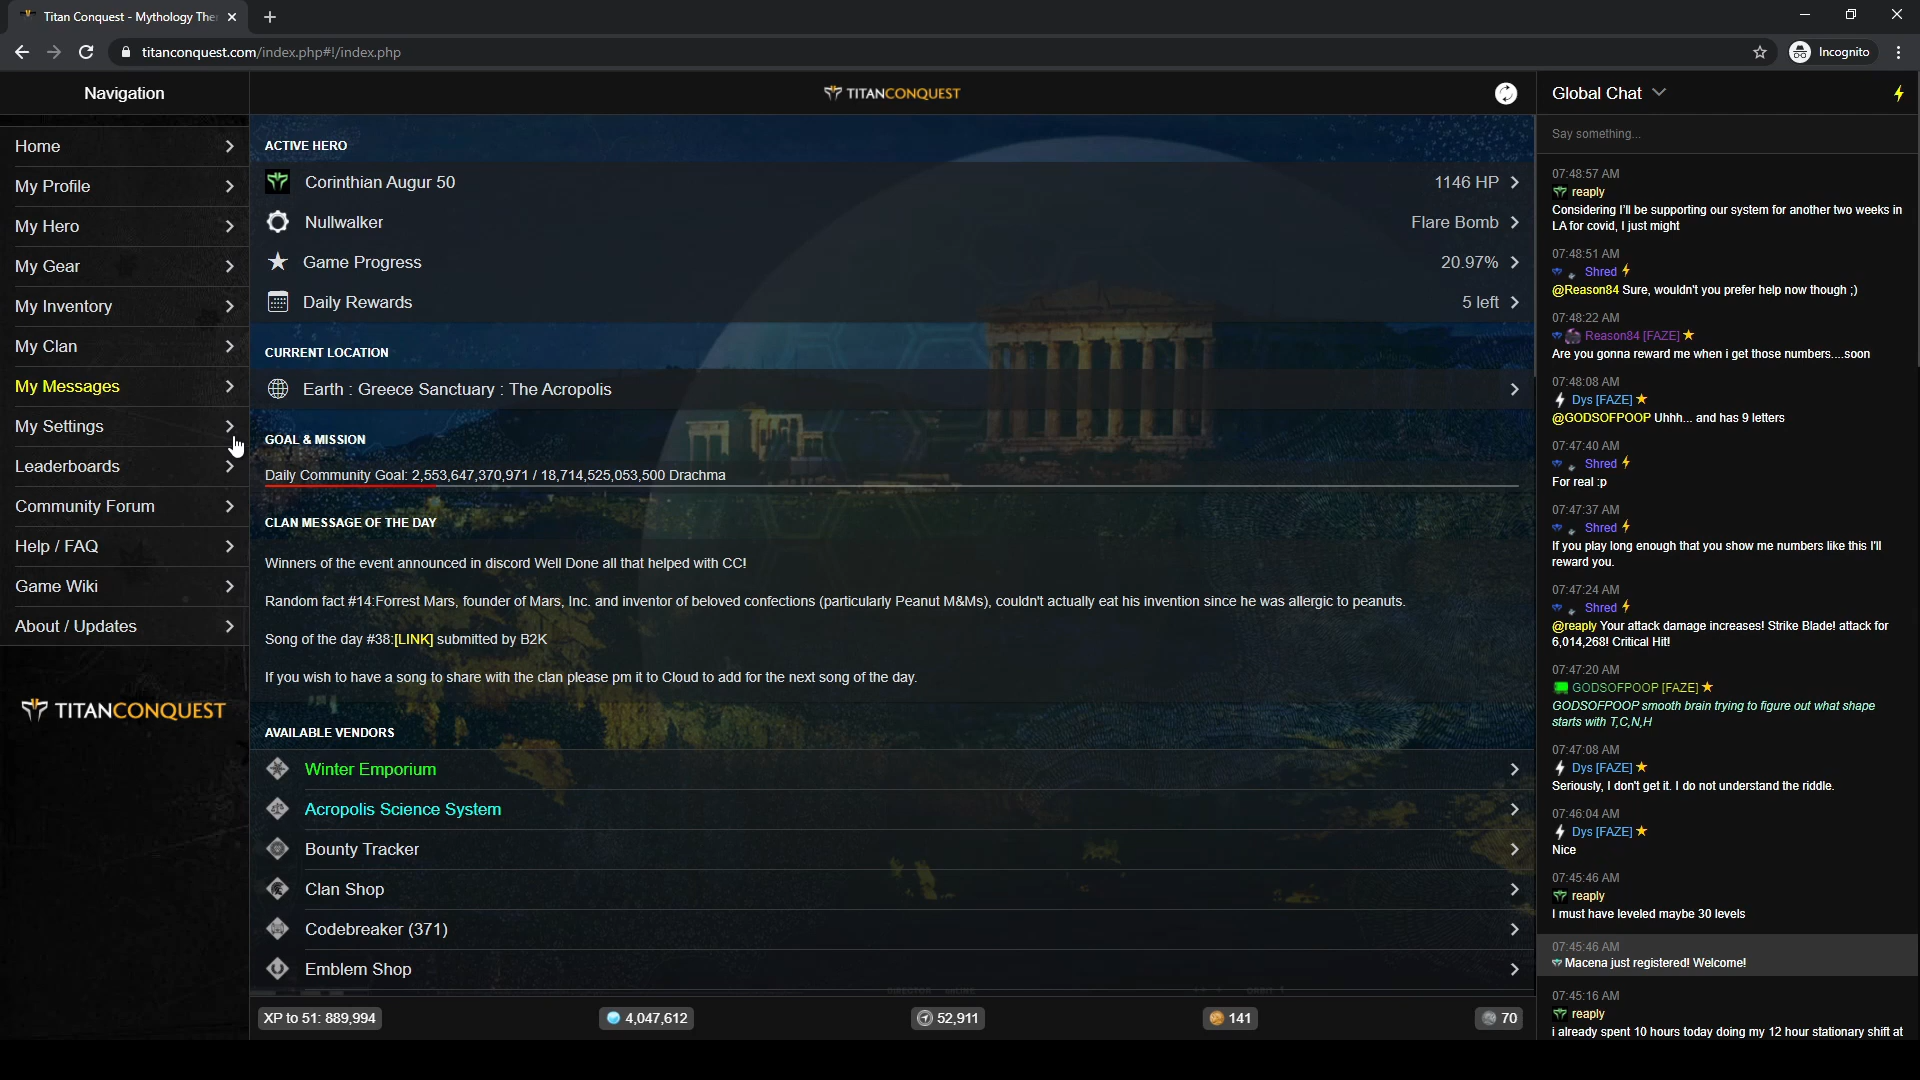 Titan Conquest - Mythology The
titanconquest.com/index.php#!/index.php
Incognito
Navigation
Home
My Profile
My Hero
My Gear
My Inventory
My Clan
My Messages
My Settings
Leaderboards
Community Forum
Help / FAQ
Game Wiki
About / Updates
TITANCONQUEST
TITANCONQUEST
ACTIVE HERO
Corinthian Augur 50 1146 HP
Nullwalker Flare Bomb
Game Progress 20.97%
Daily Rewards 5 left
CURRENT LOCATION
Earth : Greece Sanctuary : The Acropolis
GOAL & MISSION
Daily Community Goal: 2,553,647,370,971 / 18,714,525,053,500 Drachma
CLAN MESSAGE OF THE DAY
Winners of the event announced in discord Well Done all that helped with CC!
Random fact #14:Forrest Mars, founder of Mars, Inc. and inventor of beloved confections (particularly Peanut M&Ms), couldn't actually eat his invention since he was allergic to peanuts.
Song of the day #38:[LINK] submitted by B2K
If you wish to have a song to share with the clan please pm it to Cloud to add for the next song of the day.
AVAILABLE VENDORS
Winter Emporium
Acropolis Science System
Bounty Tracker
Clan Shop
Codebreaker (371)
Emblem Shop
XP to 51: 889,994 4,047,612 52,911 141 70
Global Chat
Say something...
07:48:57 AM
reaply
Considering I'll be supporting our system for another two weeks in
LA for covid, I just might
07:48:51 AM
Shred
@Reason84 Sure, wouldn't you prefer help now though ;)
07:48:22 AM
Reason84 [FAZE]
Are you gonna reward me when i get those numbers....soon
07:48:08 AM
Dys [FAZE]
@GODSOFPOOP Uhhh... and has 9 letters
07:47:40 AM
Shred
For real :p
07:47:37 AM
Shred
If you play long enough that you show me numbers like this I'll
reward you.
07:47:24 AM
Shred
@reaply Your attack damage increases! Strike Blade! attack for
6,014,268! Critical Hit!
07:47:20 AM
GODSOFPOOP [FAZE]
GODSOFPOOP smooth brain trying to figure out what shape
starts with T,C,N,H
07:47:08 AM
Dys [FAZE]
Seriously, I don't get it. I do not understand the riddle.
07:46:04 AM
Dys [FAZE]
Nice
07:45:46 AM
reaply
I must have leveled maybe 30 levels
07:45:46 AM
Macena just registered! Welcome!
07:45:16 AM
reaply
i already spent 10 hours today doing my 12 hour stationary shift at